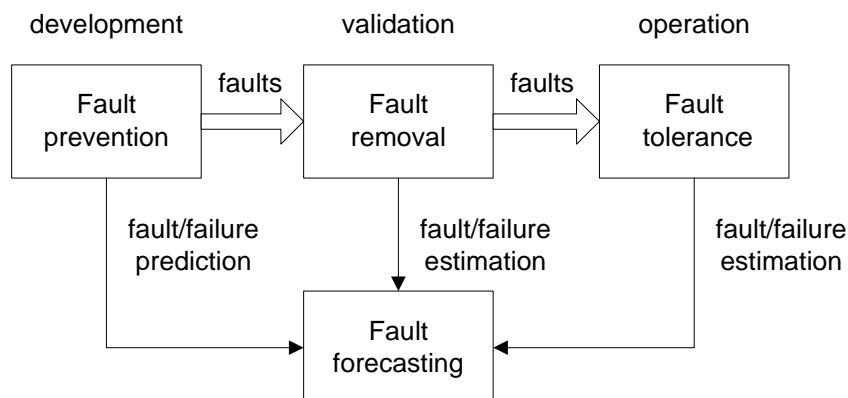 development
validation
operation
Fault
prevention
faults
Fault
removal
faults
Fault
tolerance
fault/failure
prediction
fault/failure
estimation
fault/failure
estimation
Fault
forecasting